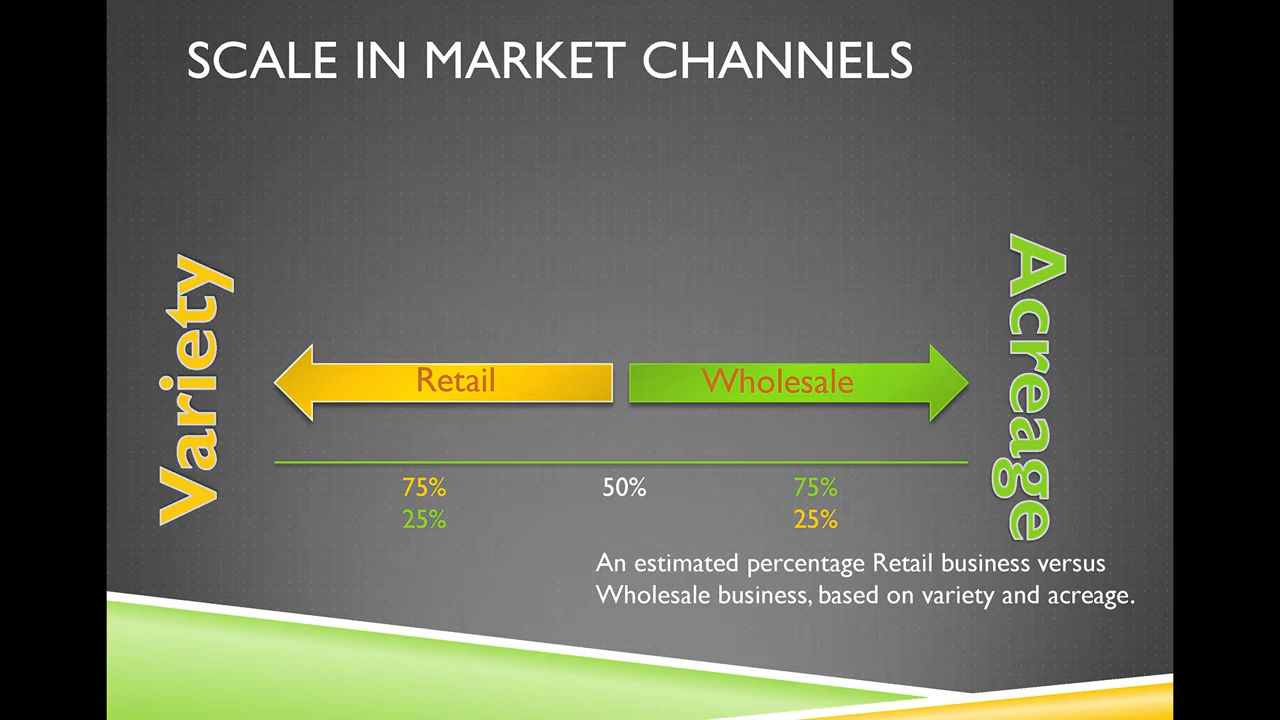 SCALE IN MARKET CHANNELS
Variety
Retail
Wholesale
Acreage
75%
50%
75%
25%
25%
An estimated percentage Retail business versus
Wholesale business, based on variety and acreage.